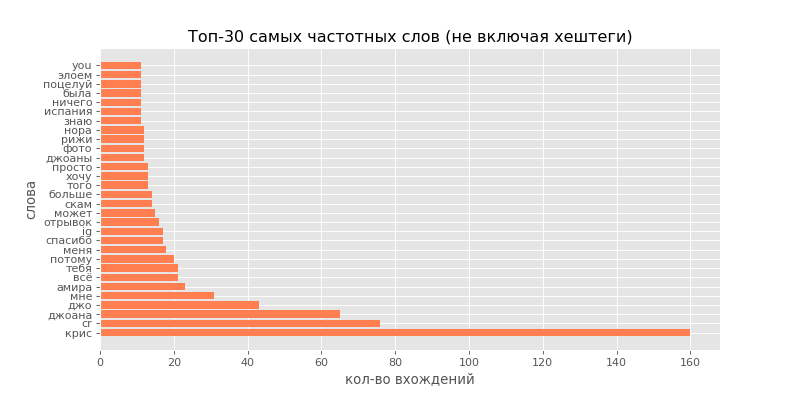 Топ-30 самых частотных слов (не включая хештеги)
слова
you
элоем
поцелуй
была
ничего
испания
знаю
нора
рижи
фото
джоаны
просто
хочу
того
больше
скам
может
отрывок
ig
спасибо
меня
потому
тебя
всё
амира
мне
джо
джоана
cr
крис
0 20 40 60 80 100 120 140 160
кол-во вхождений